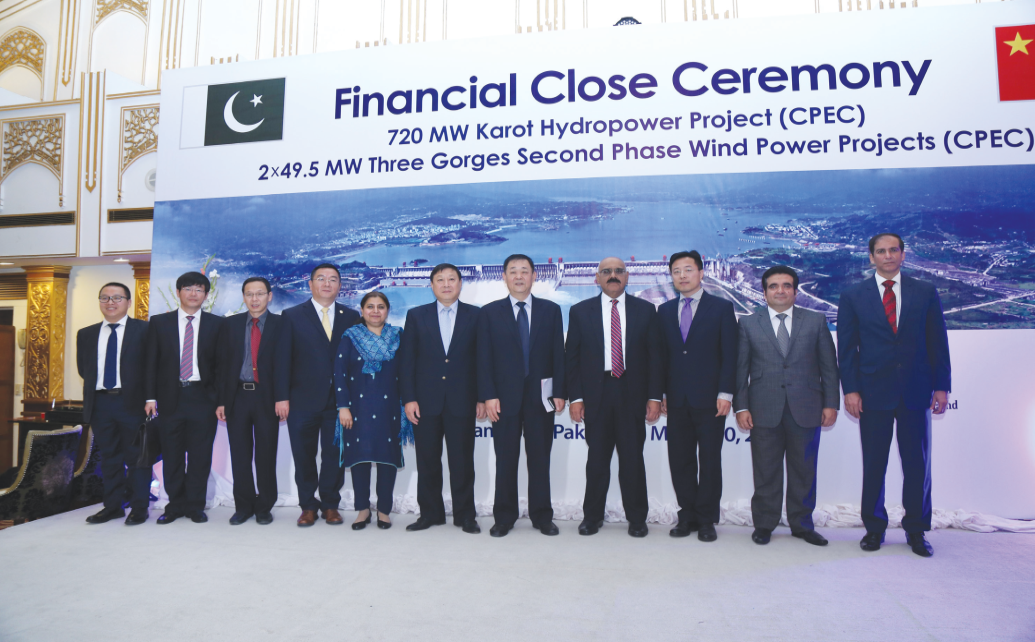 Financial Close Ceremony
720 MW Karot Hydropower Project (CPEC)
2×49.5 MW Three Gorges Second Phase Wind Power Projects (CPEC)